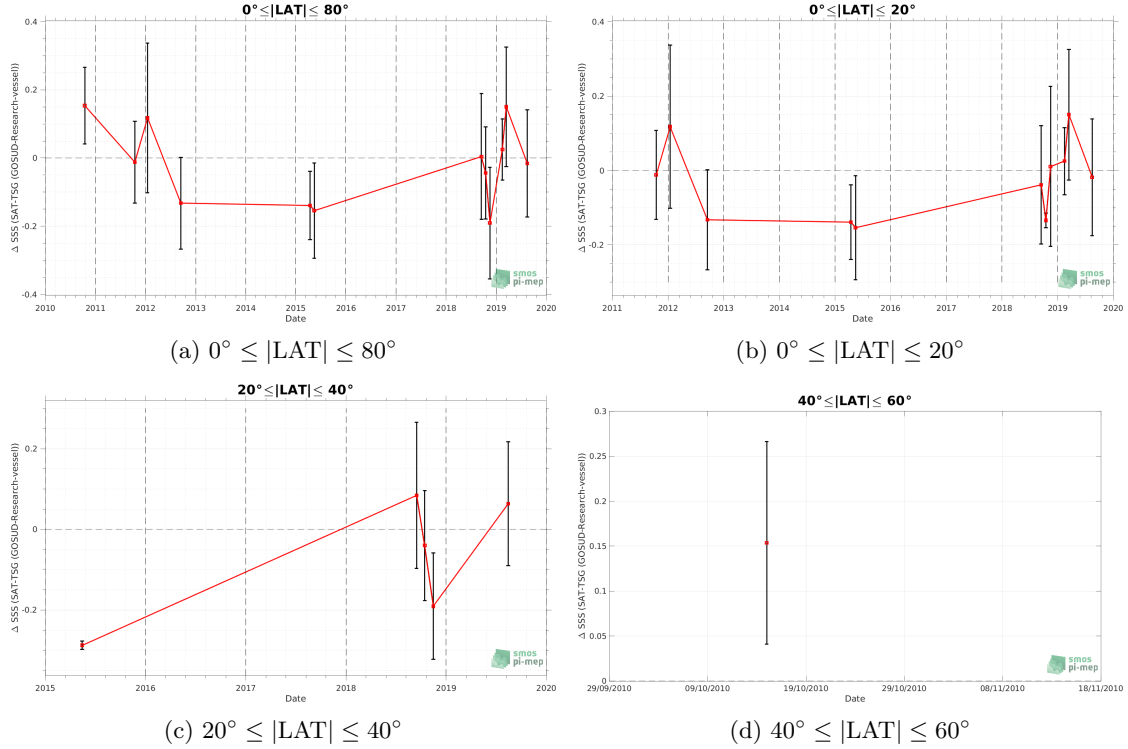 0°≤|LAT|≤ 80°
Δ SSS (SAT-TSG (GOSUD-Research-vessel))
0.4
0.2
0
-0.2
-0.4
2010 2011 2012 2013 2014 2015 2016 2017 2018 2019 2020
Date
smos
pi-mep
(a) 0° ≤ |LAT| ≤ 80°
0°≤|LAT|≤ 20°
Δ SSS (SAT-TSG (GOSUD-Research-vessel))
0.4
0.2
0
-0.2
2011 2012 2013 2014 2015 2016 2017 2018 2019 2020
Date
smos
pi-mep
(b) 0° ≤ |LAT| ≤ 20°
20°≤|LAT|≤ 40°
Δ SSS (SAT-TSG (GOSUD-Research-vessel))
0.2
0
-0.2
2015 2016 2017 2018 2019 2020
Date
smos
pi-mep
(c) 20° ≤ |LAT| ≤ 40°
40°≤|LAT|≤ 60°
Δ SSS (SAT-TSG (GOSUD-Research-vessel))
0.3
0.25
0.2
0.15
0.1
0.05
0
29/09/2010 09/10/2010 19/10/2010 29/10/2010 08/11/2010 18/11/2010
Date
smos
pi-mep
(d) 40° ≤ |LAT| ≤ 60°